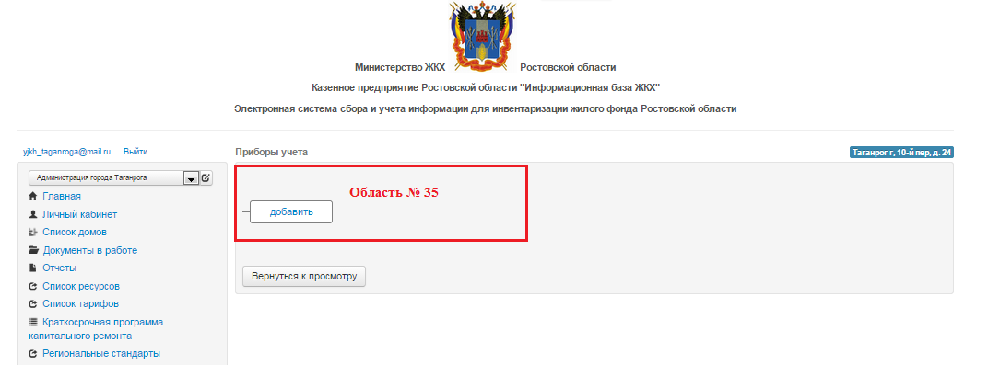 Министерство ЖКХ Ростовской области
Казенное предприятие Ростовской области "Информационная база ЖКХ"
Электронная система сбора и учета информации для инвентаризации жилого фонда Ростовской области
yjkh_taganroga@mail.ru Выйти
Администрация города Таганрога
Главная
Личный кабинет
Список домов
Документы в работе
Отчеты
Список ресурсов
Список тарифов
Краткосрочная программа
капитального ремонта
Региональные стандарты
Приборы учета
Таганрог г, 10-й пер, д. 24
Область № 35
добавить
Вернуться к просмотру